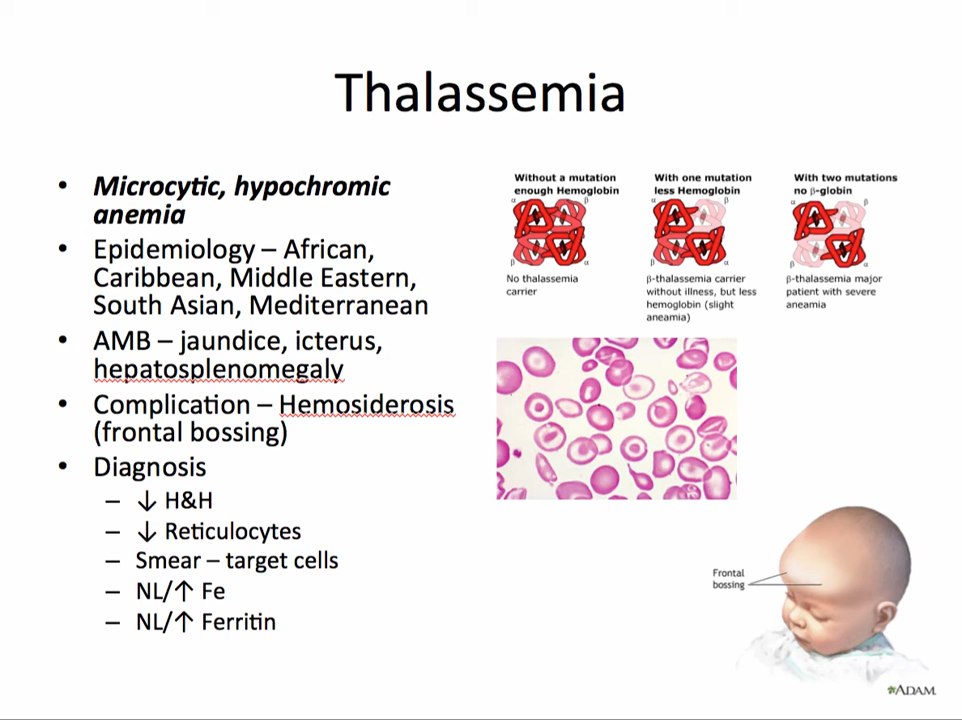 Thalassemia
• Microcytic, hypochromic
anemia
• Epidemiology – African,
Caribbean, Middle Eastern,
South Asian, Mediterranean
• AMB – jaundice, icterus,
hepatosplenomegaly
• Complication – Hemosiderosis
(frontal bossing)
• Diagnosis
– ↓ H&H
– ↓ Reticulocytes
– Smear – target cells
– NL/↑ Fe
– NL/↑ Ferritin
Without a mutation
enough Hemoglobin
α β
β α
No thalassemia
carrier
With one mutation
less Hemoglobin
α β
β α
β-thalassemia carrier
without illness, but less
hemoglobin (slight
aneamia)
With two mutations
no β-globin
α β
β α
β-thalassemia major
patient with severe
aneamia
Frontal
bossing
ADAM.